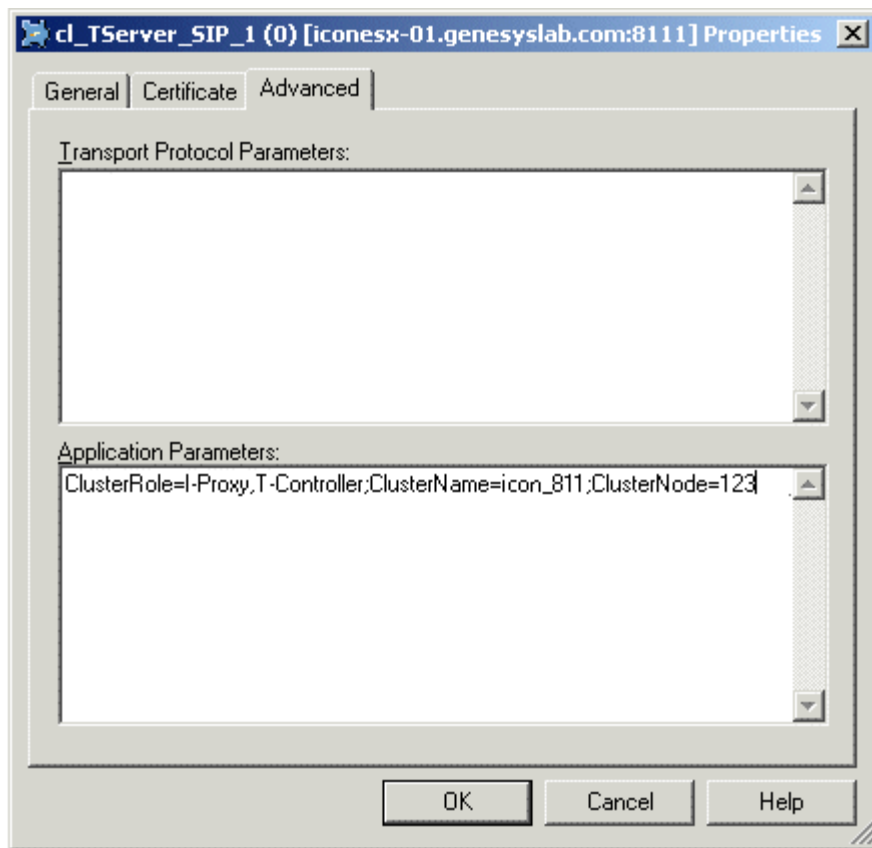 cl_TServer_SIP_1 (0) [iconesx-01.genesyslab.com:8111] Properties
General Certificate Advanced
Transport Protocol Parameters:
Application Parameters:
ClusterRole=I-Proxy,T-Controller;ClusterName=icon_811;ClusterNode=123
OK Cancel Help